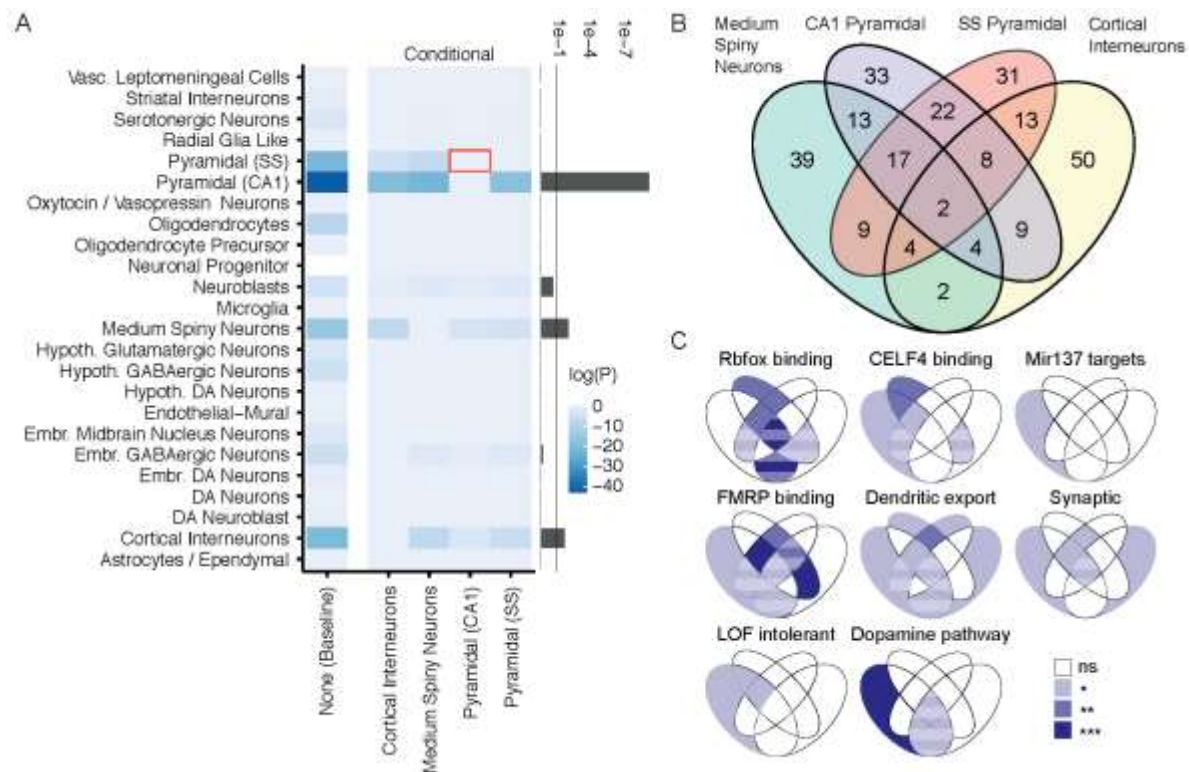 A
1e-1
1e-4
1e-7
Conditional
Vasc. Leptomeningeal Cells
Striatal Interneurons
Serotonergic Neurons
Radial Glia Like
Pyramidal (SS)
Pyramidal (CA1)
Oxytocin / Vasopressin Neurons
Oligodendrocytes
Oligodendrocyte Precursor
Neuronal Progenitor
Neuroblasts
Microglia
Medium Spiny Neurons
Hypoth. Glutamatergic Neurons
Hypoth. GABAergic Neurons
Hypoth. DA Neurons
Endothelial-Mural
Embr. Midbrain Nucleus Neurons
Embr. GABAergic Neurons
Embr. DA Neurons
DA Neurons
DA Neuroblast
Cortical Interneurons
Astrocytes / Ependymal
log(P)
0
-10
-20
-30
-40
None (Baseline)
Cortical Interneurons
Medium Spiny Neurons
Pyramidal (CA1)
Pyramidal (SS)
B
Medium
Spiny
Neurons
CA1 Pyramidal
SS Pyramidal
Cortical
Interneurons
33
31
13
22
13
39
17
8
50
2
9
4
4
9
2
C
Rbfox binding
CELF4 binding
Mir137 targets
FMRP binding
Dendritic export
Synaptic
LOF intolerant
Dopamine pathway
ns
*
**
***